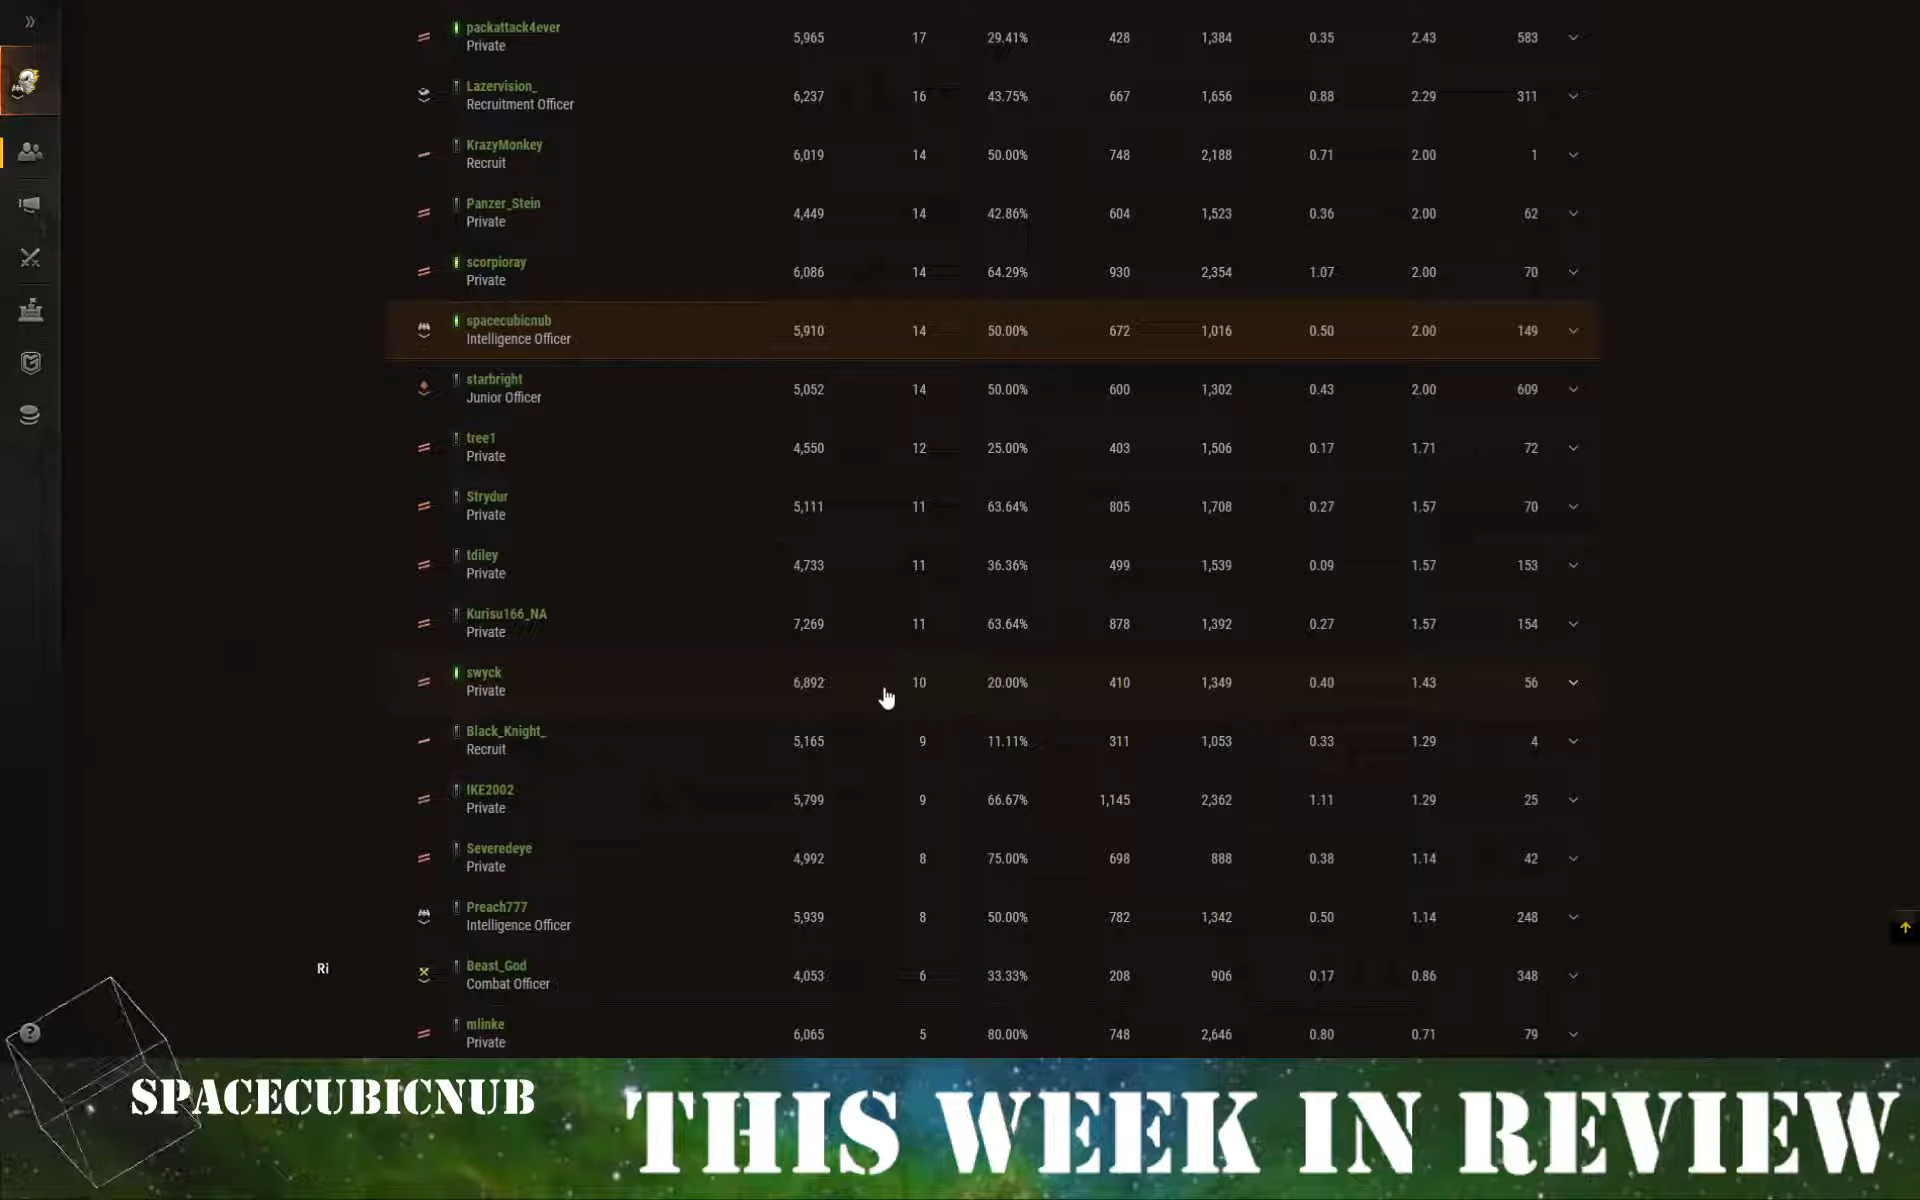 packattack4ever
Private 5,965 17 29.41% 428 1,384 0.35 2.43 583
Lazervision_
Recruitment Officer 6,237 16 43.75% 667 1,656 0.88 2.29 311
KrazyMonkey
Recruit 6,019 14 50.00% 748 2,188 0.71 2.00 1
Panzer_Stein
Private 4,449 14 42.86% 604 1,523 0.36 2.00 62
scorpioray
Private 6,086 14 64.29% 930 2,354 1.07 2.00 70
spacecubicnub
Intelligence Officer 5,910 14 50.00% 672 1,016 0.50 2.00 149
starbright
Junior Officer 5,052 14 50.00% 600 1,302 0.43 2.00 609
tree1
Private 4,550 12 25.00% 403 1,506 0.17 1.71 72
Strydur
Private 5,111 11 63.64% 805 1,708 0.27 1.57 70
tdiley
Private 4,733 11 36.36% 499 1,539 0.09 1.57 153
Kurisu166_NA
Private 7,269 11 63.64% 878 1,392 0.27 1.57 154
swyck
Private 6,892 10 20.00% 410 1,349 0.40 1.43 56
Black_Knight_
Recruit 5,165 9 11.11% 311 1,053 0.33 1.29 4
IKE2002
Private 5,799 9 66.67% 1,145 2,362 1.11 1.29 25
Severedeye
Private 4,992 8 75.00% 698 888 0.38 1.14 42
Preach777
Intelligence Officer 5,939 8 50.00% 782 1,342 0.50 1.14 248
Ri
Beast_God
Combat Officer 4,053 6 33.33% 208 906 0.17 0.86 348
mlinke
Private 6,065 5 80.00% 748 2,646 0.80 0.71 79
?
SPACECUBICNUB
THIS WEEK IN REVIEW